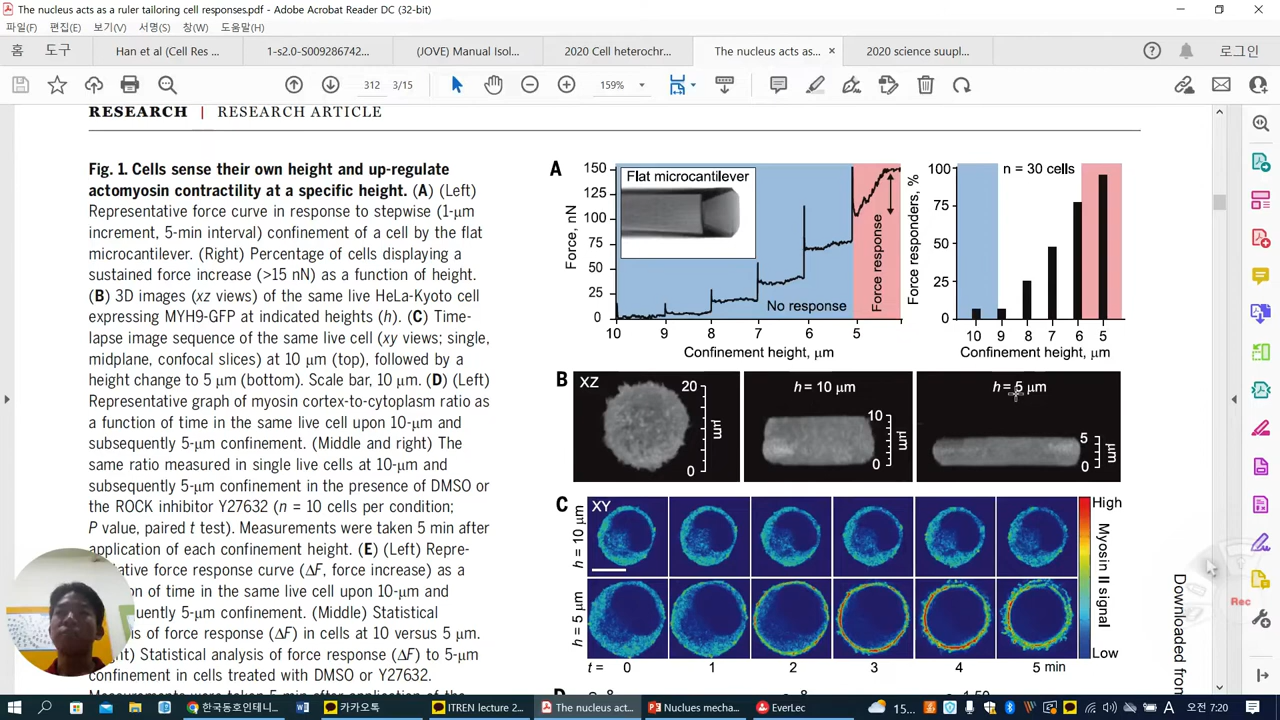 The nucleus acts as a ruler tailoring cell responses.pdf - Adobe Acrobat Reader DC (32-bit)
파일(F) 편집(E) 보기(V) 서명(S) 창(W) 도움말(H)
홈 도구 Han et al (Cell Res ... 1-s2.0-S009286742... (JOVE) Manual Isol... 2020 Cell heterochr... The nucleus acts as... × 2020 science suupl... 로그인
312 3/15 159%
RESEARCH | RESEARCH ARTICLE
Fig. 1. Cells sense their own height and up-regulate
actomyosin contractility at a specific height. (A) (Left)
Representative force curve in response to stepwise (1-μm
increment, 5-min interval) confinement of a cell by the flat
microcantilever. (Right) Percentage of cells displaying a
sustained force increase (>15 nN) as a function of height.
(B) 3D images (xz views) of the same live HeLa-Kyoto cell
expressing MYH9-GFP at indicated heights (h). (C) Time-
lapse image sequence of the same live cell (xy views; single,
midplane, confocal slices) at 10 μm (top), followed by a
height change to 5 μm (bottom). Scale bar, 10 μm. (D) (Left)
Representative graph of myosin cortex-to-cytoplasm ratio as
a function of time in the same live cell upon 10-μm and
subsequently 5-μm confinement. (Middle and right) The
same ratio measured in single live cells at 10-μm and
subsequently 5-μm confinement in the presence of DMSO or
the ROCK inhibitor Y27632 (n = 10 cells per condition;
P value, paired t test). Measurements were taken 5 min after
application of each confinement height. (E) (Left) Repre-
tative force response curve (ΔF, force increase) as a
on of time in the same live cell upon 10-μm and
quently 5-μm confinement. (Middle) Statistical
is of force response (ΔF) in cells at 10 versus 5 μm.
Statistical analysis of force response (ΔF) to 5-μm
confinement in cells treated with DMSO or Y27632.
A
Force, nN
150
125
100
75
50
25
0
Flat microcantilever
No response
Force response
10 9 8 7 6 5
Confinement height, μm
Force responders, %
100
75
50
25
0
n = 30 cells
10 9 8 7 6 5
Confinement height, μm
B
XZ
20
μm
0
h = 10 μm
10
μm
0
h = 5 μm
5
μm
0
C
XY
h = 10 μm
h = 5 μm
t = 0 1 2 3 4 5 min
High
Myosin II signal
Low
Downloaded from
Rec
한국동호인테니... 카카오톡 ITREN lecture 2... The nucleus act... Nuclues mecha... EverLec 15... A 오전 7:20